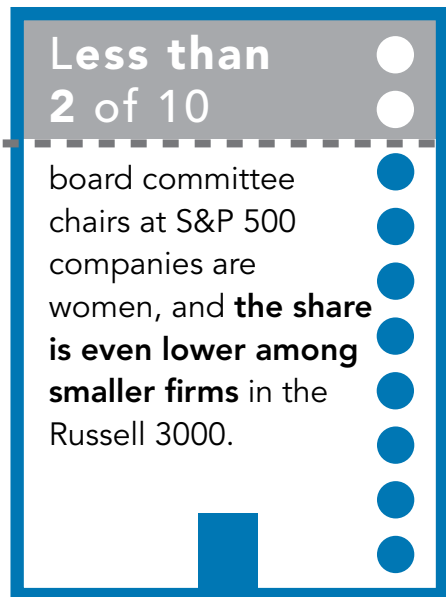 Less than
2 of 10
board committee
chairs at S&P 500
companies are
women, and the share
is even lower among
smaller firms in the
Russell 3000.